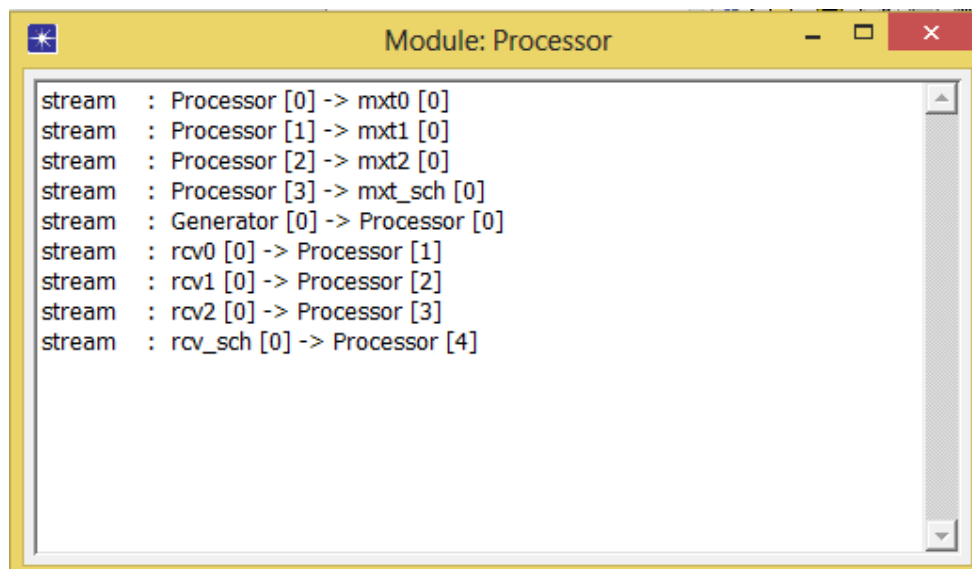 Module: Processor
stream : Processor [0] -> mxt0 [0]
stream : Processor [1] -> mxt1 [0]
stream : Processor [2] -> mxt2 [0]
stream : Processor [3] -> mxt_sch [0]
stream : Generator [0] -> Processor [0]
stream : rcv0 [0] -> Processor [1]
stream : rcv1 [0] -> Processor [2]
stream : rcv2 [0] -> Processor [3]
stream : rcv_sch [0] -> Processor [4]